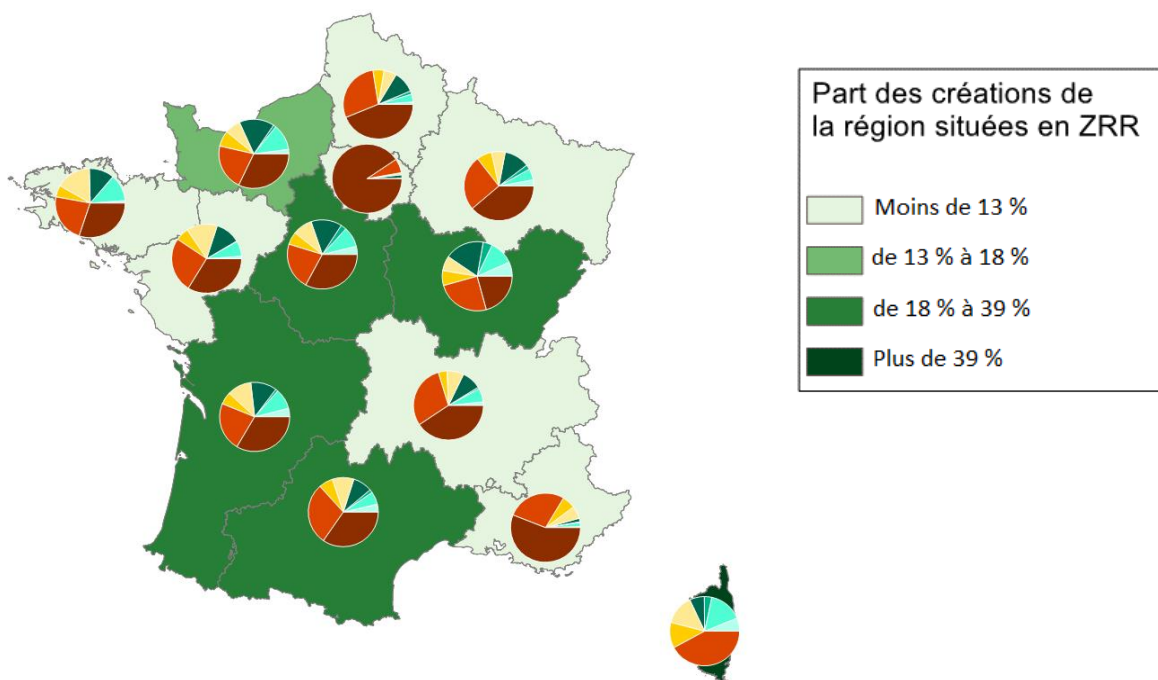 Part des créations de
la région situées en ZRR
Moins de 13 %
de 13 % à 18 %
de 18 % à 39 %
Plus de 39 %